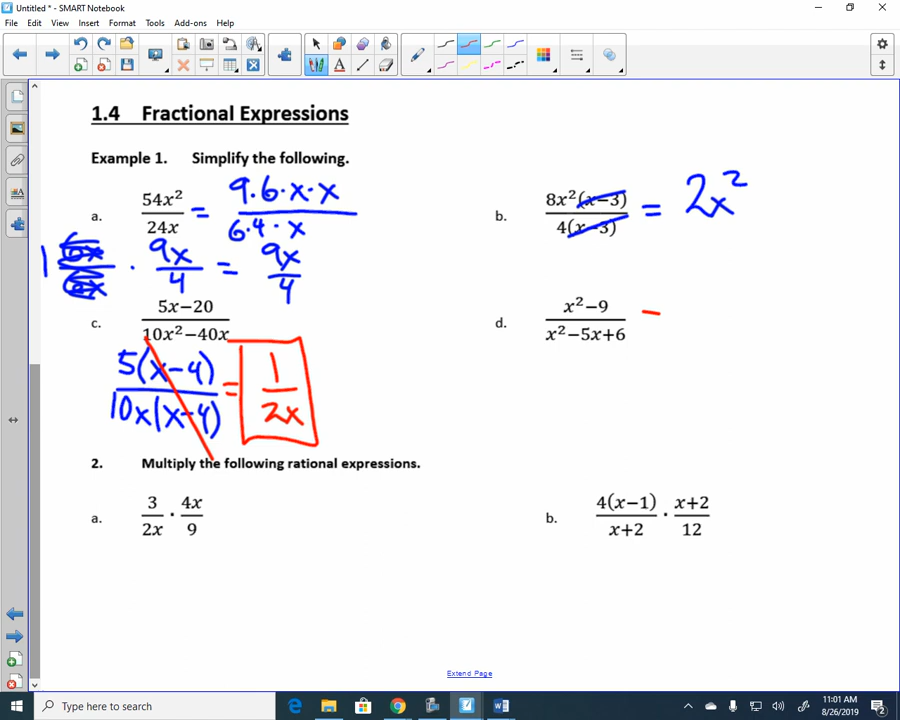 Untitled * - SMART Notebook
File Edit View Insert Format Tools Add-ons Help
1.4 Fractional Expressions
Example 1. Simplify the following.
a. 54x²/24x = 9·6·x·x/6·4·x
1 6x/6x · 9x/4 = 9x/4
b. 8x²(x−3)/4(x−3) = 2x²
c. 5x−20/10x²−40x
5(x−4)/10x(x−4) = 1/2x
d. x²−9/x²−5x+6 −
2. Multiply the following rational expressions.
a. 3/2x · 4x/9
b. 4(x−1)/x+2 · x+2/12
Extend Page
Type here to search
11:01 AM
8/26/2019
2